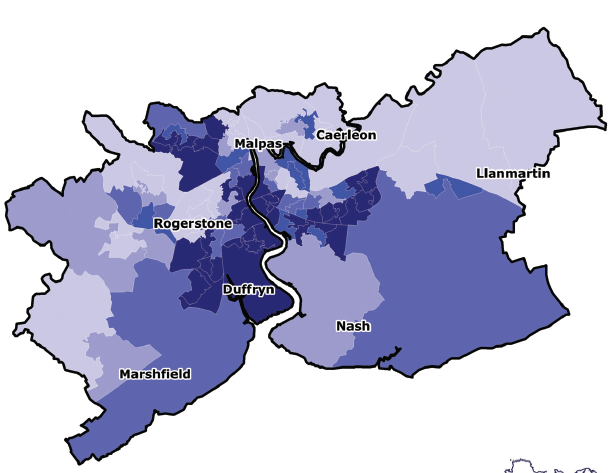 Malpas
Caerleon
Llanmartin
Rogerstone
Duffryn
Nash
Marshfield